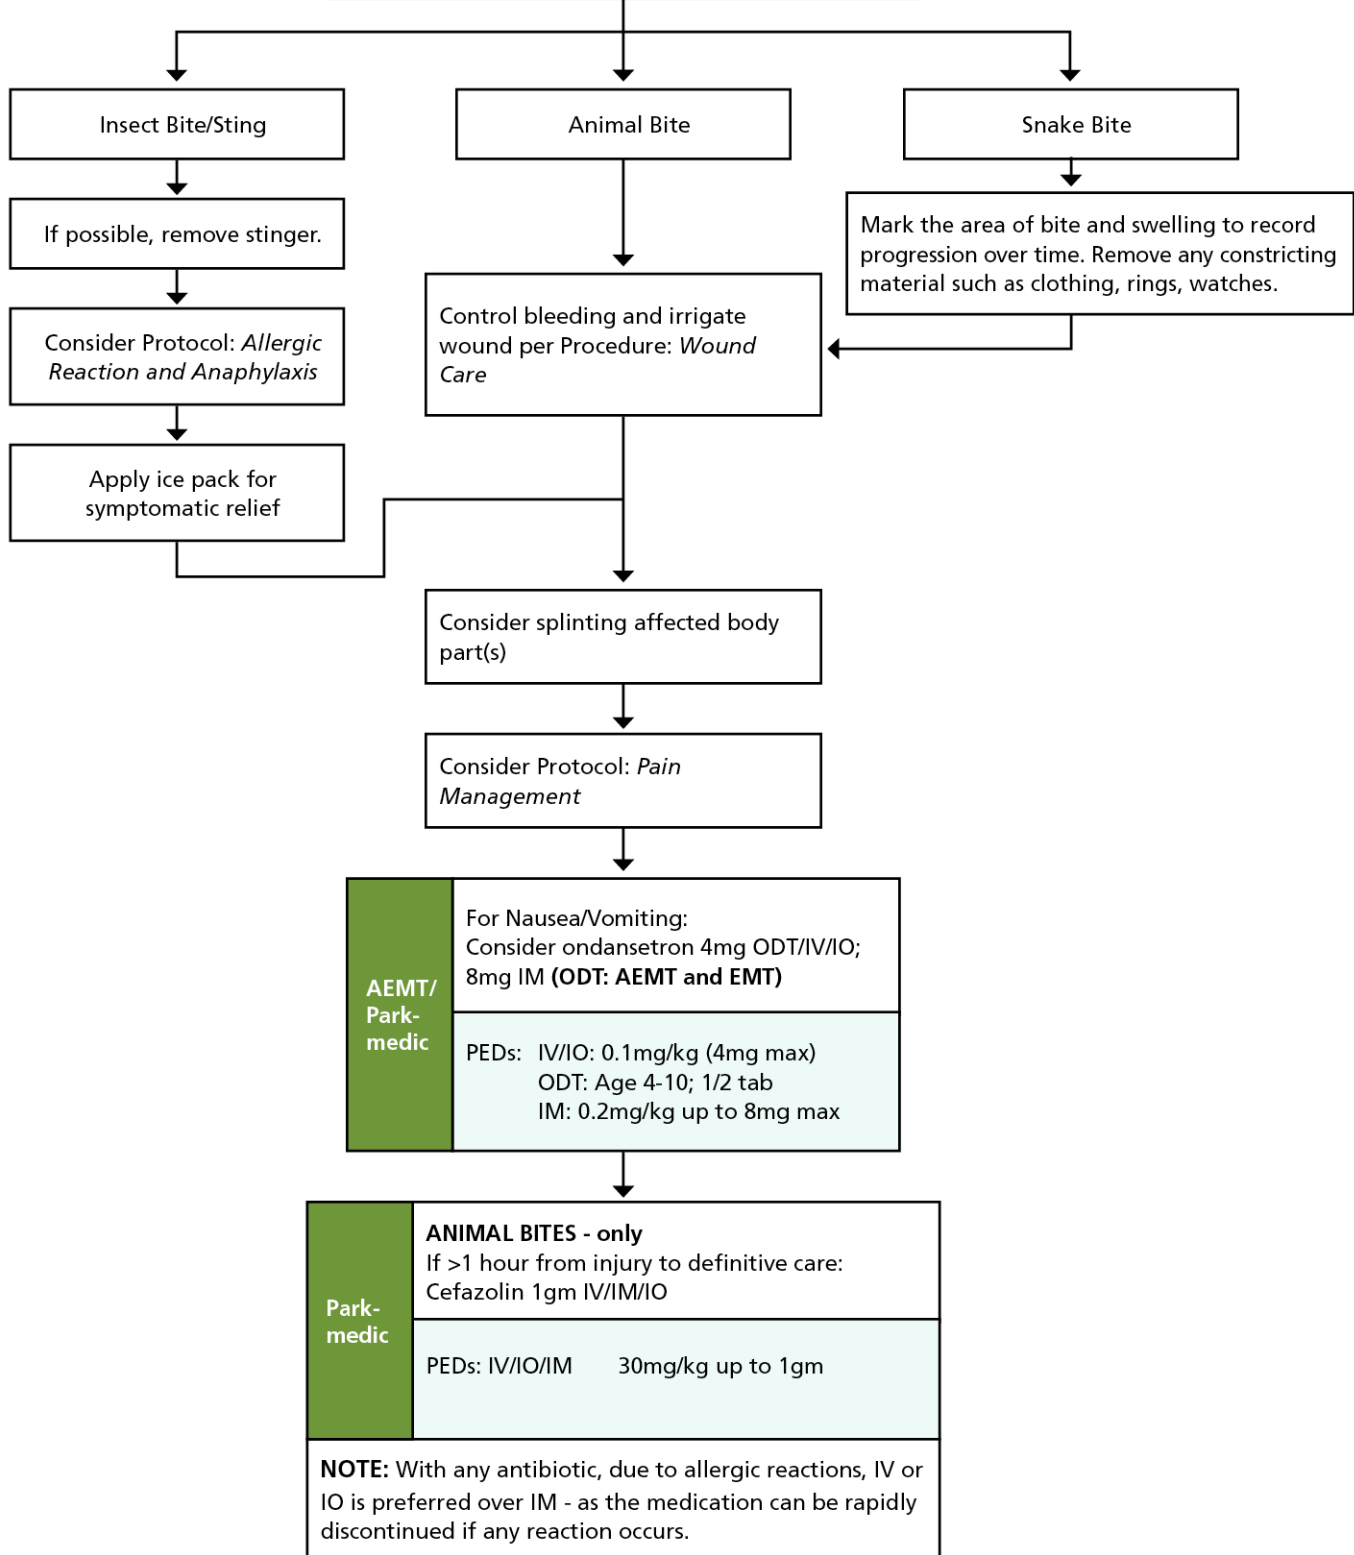 Insect Bite/Sting
Animal Bite
Snake Bite
If possible, remove stinger.
Mark the area of bite and swelling to record
progression over time. Remove any constricting
material such as clothing, rings, watches.
Consider Protocol: Allergic
Reaction and Anaphylaxis
Control bleeding and irrigate
wound per Procedure: Wound
Care
Apply ice pack for
symptomatic relief
Consider splinting affected body
part(s)
Consider Protocol: Pain
Management
AEMT/
Park-
medic
For Nausea/Vomiting:
Consider ondansetron 4mg ODT/IV/IO;
8mg IM (ODT: AEMT and EMT)
PEDs: IV/IO: 0.1mg/kg (4mg max)
ODT: Age 4-10; 1/2 tab
IM: 0.2mg/kg up to 8mg max
Park-
medic
ANIMAL BITES - only
If >1 hour from injury to definitive care:
Cefazolin 1gm IV/IM/IO
PEDs: IV/IO/IM 30mg/kg up to 1gm
NOTE: With any antibiotic, due to allergic reactions, IV or
IO is preferred over IM - as the medication can be rapidly
discontinued if any reaction occurs.